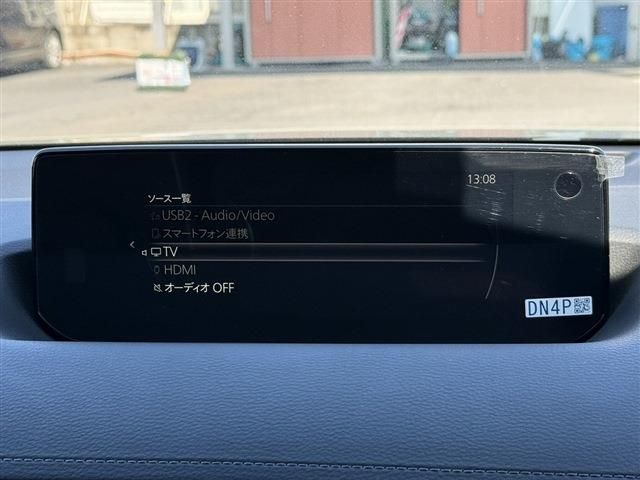 13:08
ソース一覧
USB2 - Audio/Video
スマートフォン連携
TV
HDMI
オーディオ OFF
DN4P